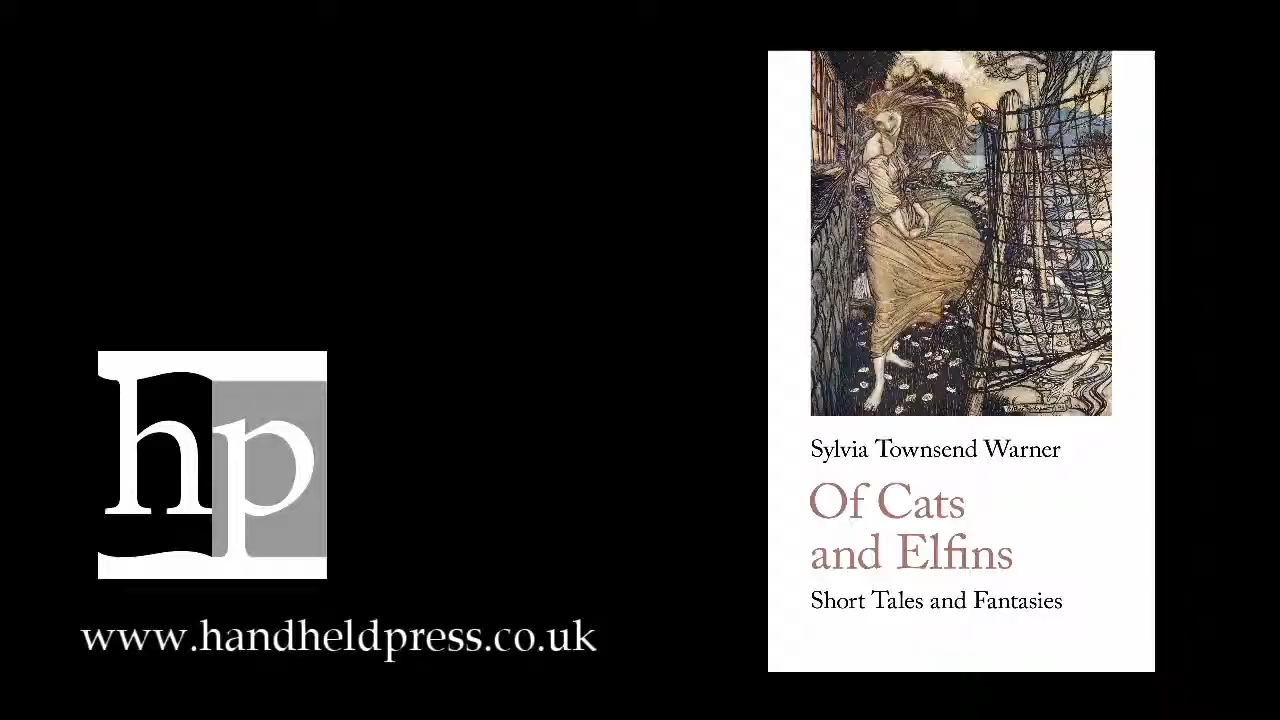 hp
www.handheldpress.co.uk
Sylvia Townsend Warner
Of Cats
and Elfins
Short Tales and Fantasies